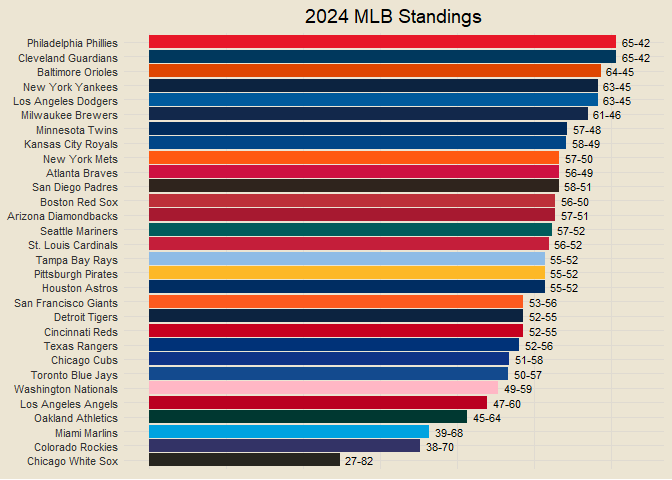 2024 MLB Standings
Philadelphia Phillies 65-42
Cleveland Guardians 65-42
Baltimore Orioles 64-45
New York Yankees 63-45
Los Angeles Dodgers 63-45
Milwaukee Brewers 61-46
Minnesota Twins 57-48
Kansas City Royals 58-49
New York Mets 57-50
Atlanta Braves 56-49
San Diego Padres 58-51
Boston Red Sox 56-50
Arizona Diamondbacks 57-51
Seattle Mariners 57-52
St. Louis Cardinals 56-52
Tampa Bay Rays 55-52
Pittsburgh Pirates 55-52
Houston Astros 55-52
San Francisco Giants 53-56
Detroit Tigers 52-55
Cincinnati Reds 52-55
Texas Rangers 52-56
Chicago Cubs 51-58
Toronto Blue Jays 50-57
Washington Nationals 49-59
Los Angeles Angels 47-60
Oakland Athletics 45-64
Miami Marlins 39-68
Colorado Rockies 38-70
Chicago White Sox 27-82